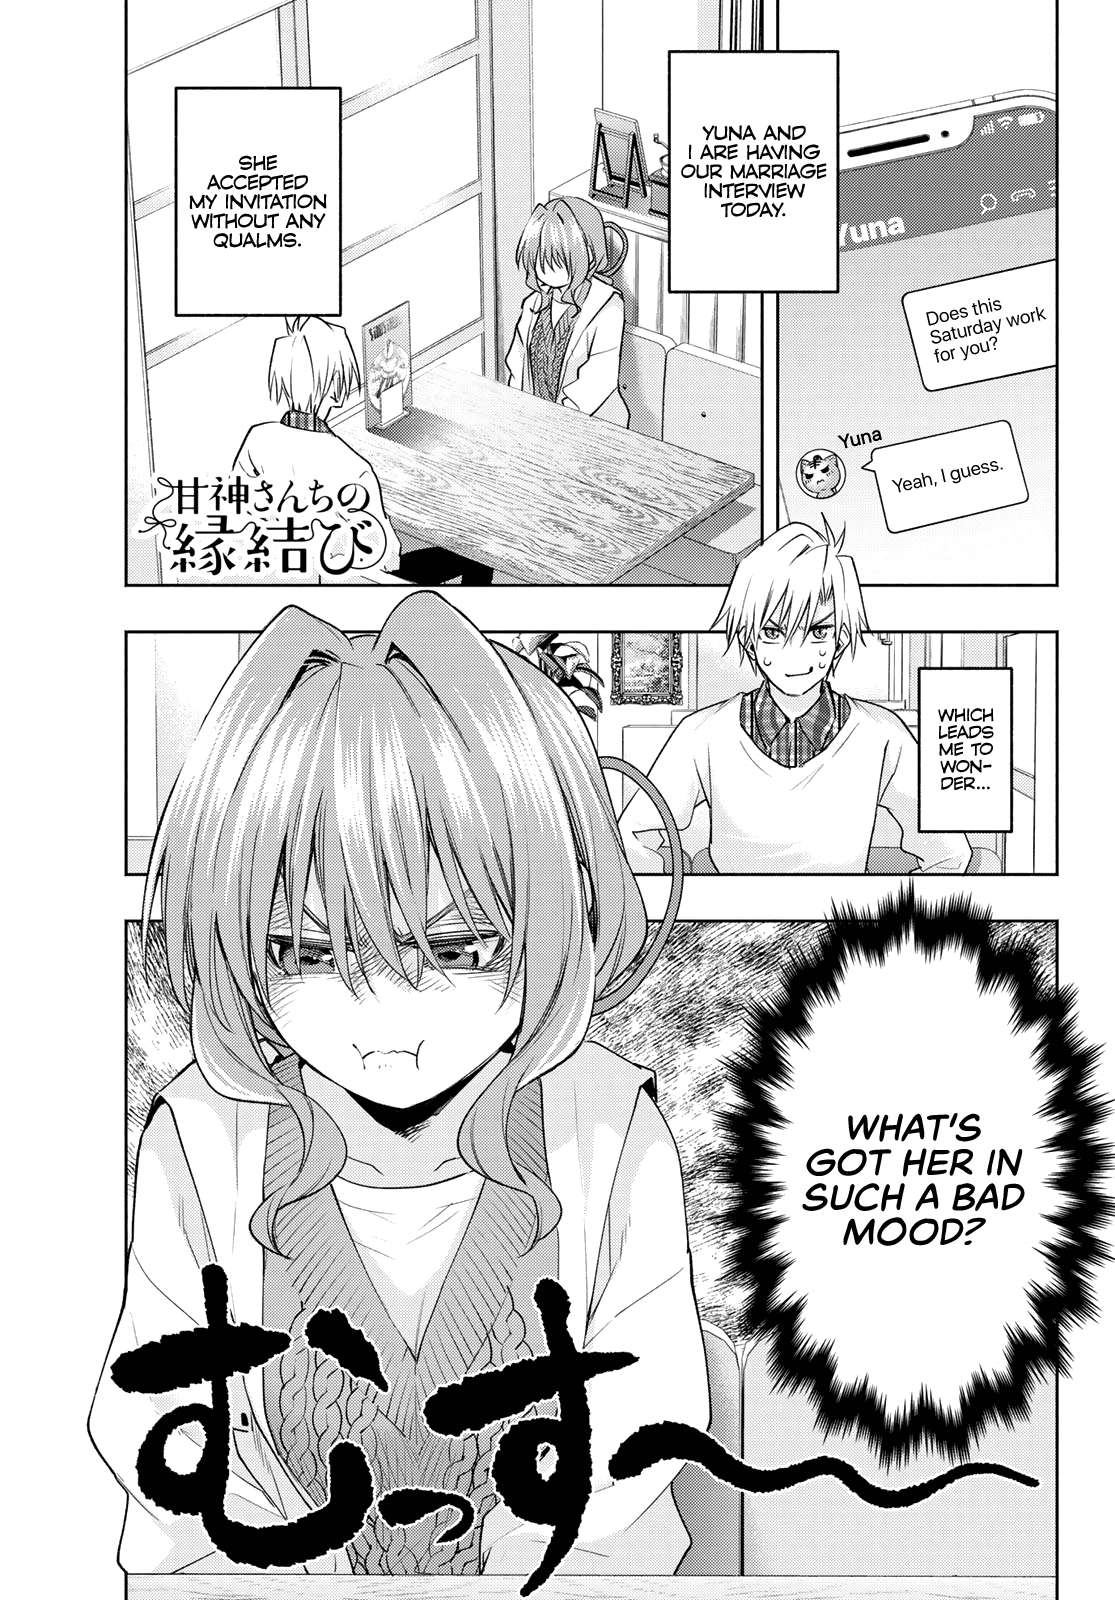 YUNA AND
I ARE HAVING
OUR MARRIAGE
INTERVIEW
TODAY.
Yuna
Does this
Saturday work
for you?
Yuna
Yeah, I guess.
SHE
ACCEPTED
MY INVITATION
WITHOUT ANY
QUALMS.
甘神さんちの
縁結び
WHICH
LEADS
ME TO
WON-
DER...
WHAT'S
GOT HER IN
SUCH A BAD
MOOD?
むっす〜